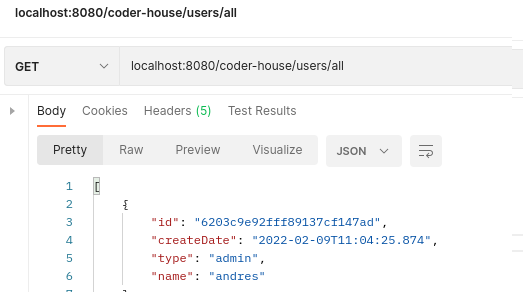 localhost:8080/coder-house/users/all
GET localhost:8080/coder-house/users/all
Body Cookies Headers (5) Test Results
Pretty Raw Preview Visualize JSON
1 [
2 {
3 "id": "6203c9e92fff89137cf147ad",
4 "createDate": "2022-02-09T11:04:25.874",
5 "type": "admin",
6 "name": "andres"